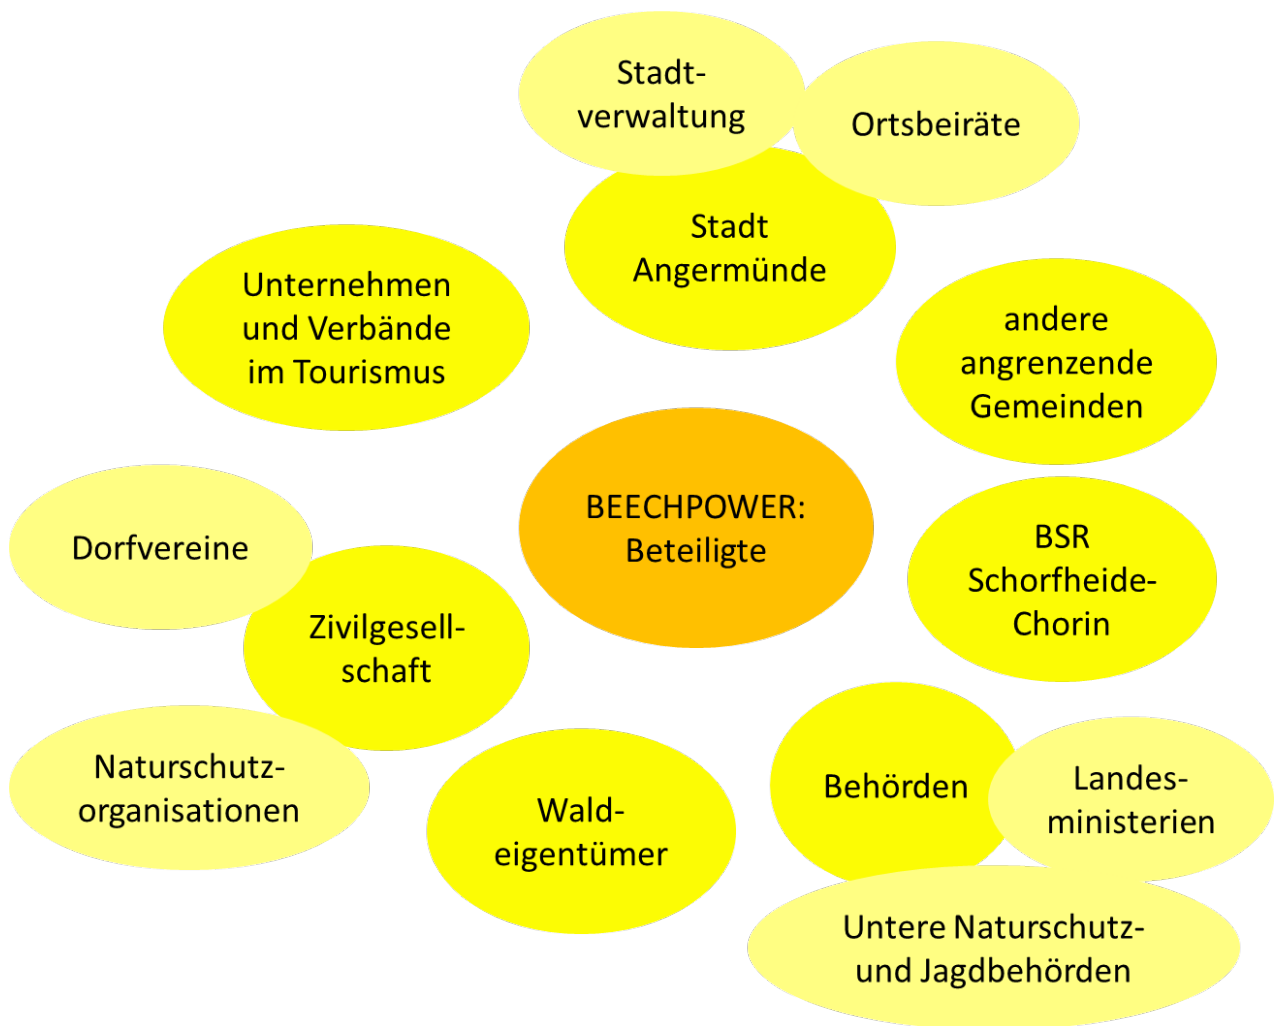 Stadt-
verwaltung
Ortsbeiräte
Stadt
Angermünde
Unternehmen
und Verbände
im Tourismus
andere
angrenzende
Gemeinden
BEECHPOWER:
Beteiligte
Dorfvereine
BSR
Schorfheide-
Chorin
Zivilgesell-
schaft
Naturschutz-
organisationen
Wald-
eigentümer
Behörden
Landes-
ministerien
Untere Naturschutz-
und Jagdbehörden